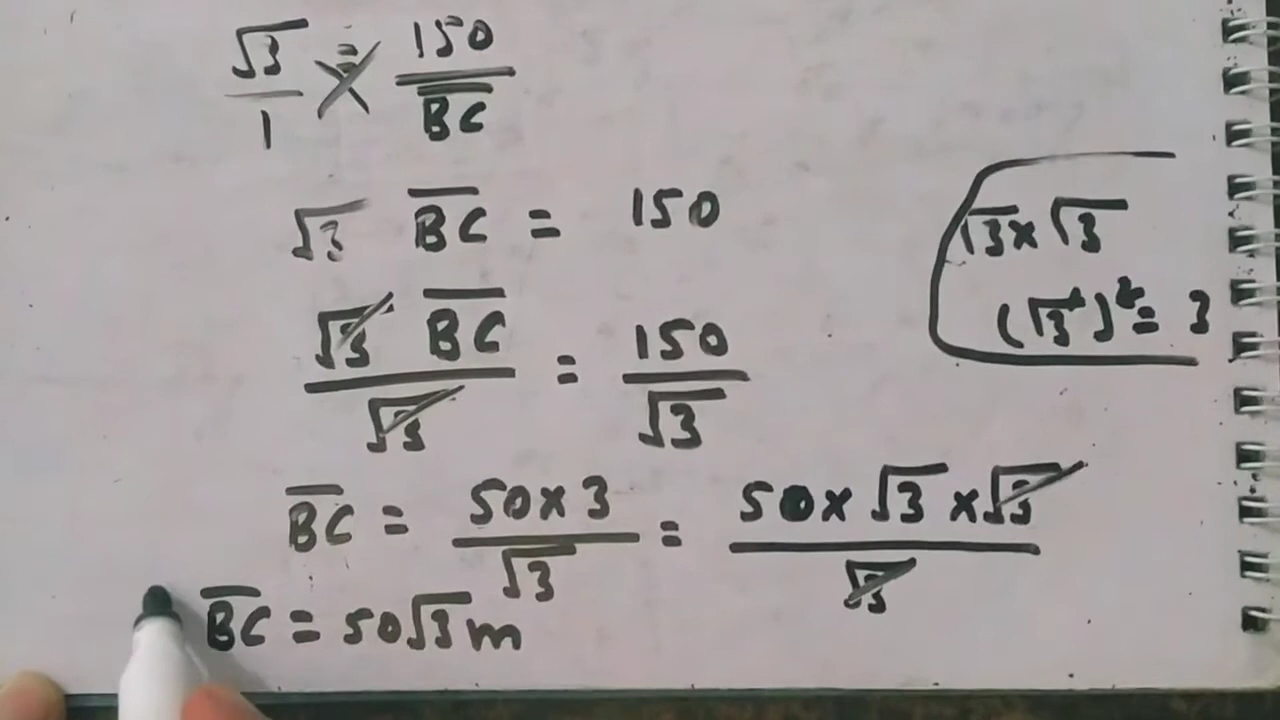 √3/1 = 150/BC
√3 BC = 150
√3 × √3
(√3)² = 3
√3 BC/√3 = 150/√3
BC = 50×3/√3 = 50×√3×√3/√3
BC = 50√3 m